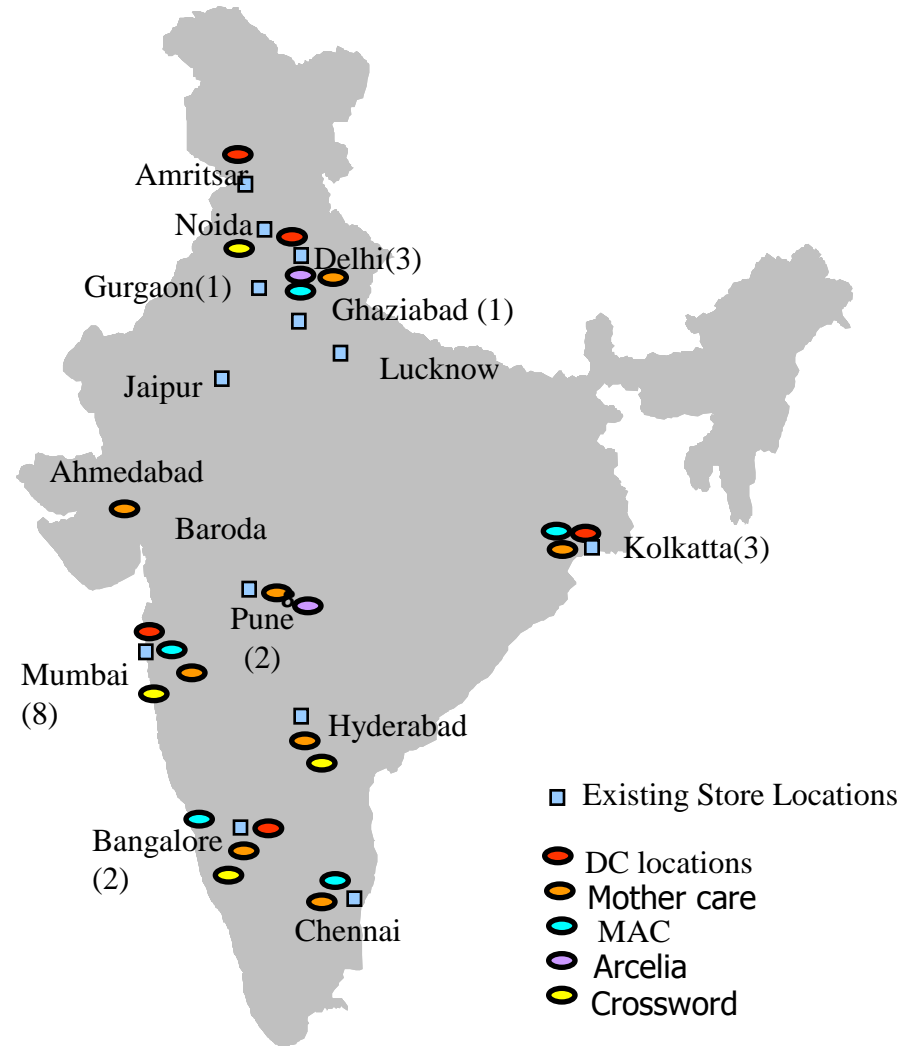 Amritsar
Noida
Delhi(3)
Gurgaon(1)
Ghaziabad (1)
Lucknow
Jaipur
Ahmedabad
Baroda
Kolkatta(3)
Pune
(2)
Mumbai
(8)
Hyderabad
Existing Store Locations
Bangalore
(2)
DC locations
Mother care
Chennai
MAC
Arcelia
Crossword